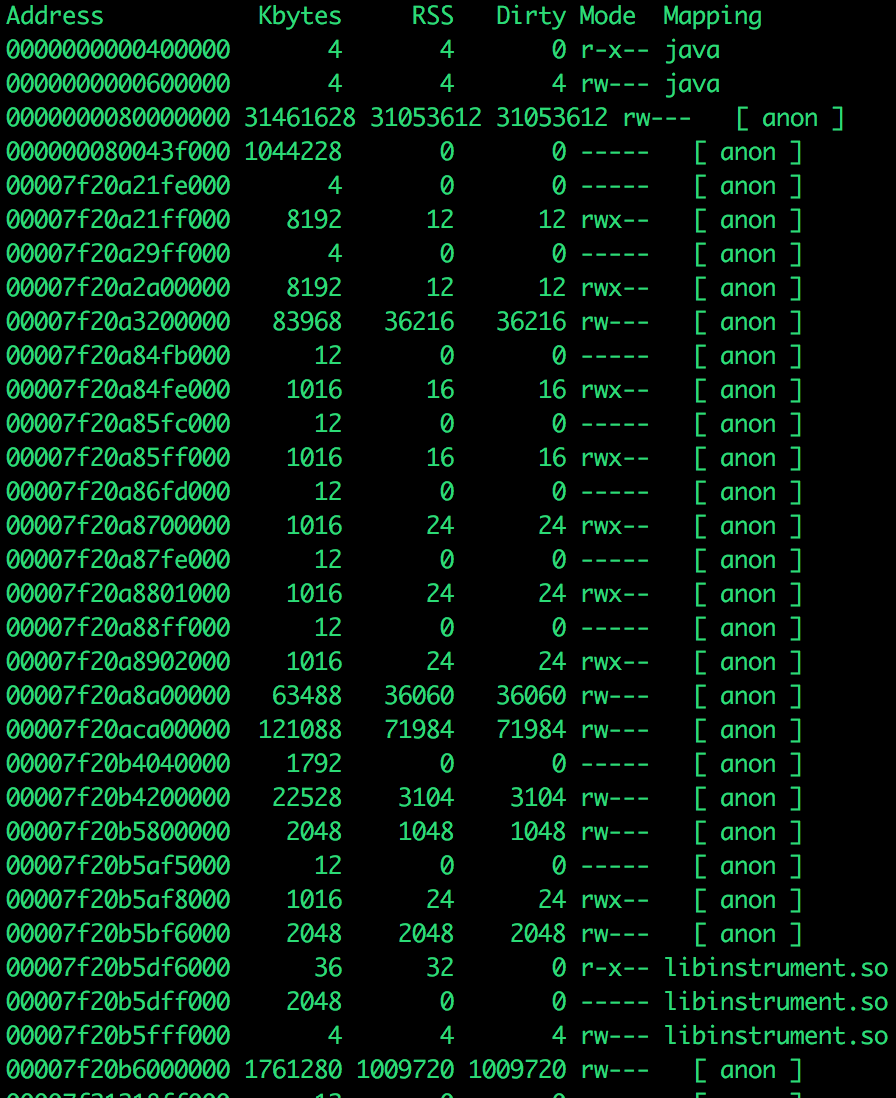 Address Kbytes RSS Dirty Mode Mapping
0000000000400000 4 4 0 r-x-- java
0000000000600000 4 4 4 rw--- java
0000000080000000 31461628 31053612 31053612 rw--- [ anon ]
000000080043f000 1044228 0 0 ----- [ anon ]
00007f20a21fe000 4 0 0 ----- [ anon ]
00007f20a21ff000 8192 12 12 rwx-- [ anon ]
00007f20a29ff000 4 0 0 ----- [ anon ]
00007f20a2a00000 8192 12 12 rwx-- [ anon ]
00007f20a3200000 83968 36216 36216 rw--- [ anon ]
00007f20a84fb000 12 0 0 ----- [ anon ]
00007f20a84fe000 1016 16 16 rwx-- [ anon ]
00007f20a85fc000 12 0 0 ----- [ anon ]
00007f20a85ff000 1016 16 16 rwx-- [ anon ]
00007f20a86fd000 12 0 0 ----- [ anon ]
00007f20a8700000 1016 24 24 rwx-- [ anon ]
00007f20a87fe000 12 0 0 ----- [ anon ]
00007f20a8801000 1016 24 24 rwx-- [ anon ]
00007f20a88ff000 12 0 0 ----- [ anon ]
00007f20a8902000 1016 24 24 rwx-- [ anon ]
00007f20a8a00000 63488 36060 36060 rw--- [ anon ]
00007f20aca00000 121088 71984 71984 rw--- [ anon ]
00007f20b4040000 1792 0 0 ----- [ anon ]
00007f20b4200000 22528 3104 3104 rw--- [ anon ]
00007f20b5800000 2048 1048 1048 rw--- [ anon ]
00007f20b5af5000 12 0 0 ----- [ anon ]
00007f20b5af8000 1016 24 24 rwx-- [ anon ]
00007f20b5bf6000 2048 2048 2048 rw--- [ anon ]
00007f20b5df6000 36 32 0 r-x-- libinstrument.so
00007f20b5dff000 2048 0 0 ----- libinstrument.so
00007f20b5fff000 4 4 4 rw--- libinstrument.so
00007f20b6000000 1761280 1009720 1009720 rw--- [ anon ]